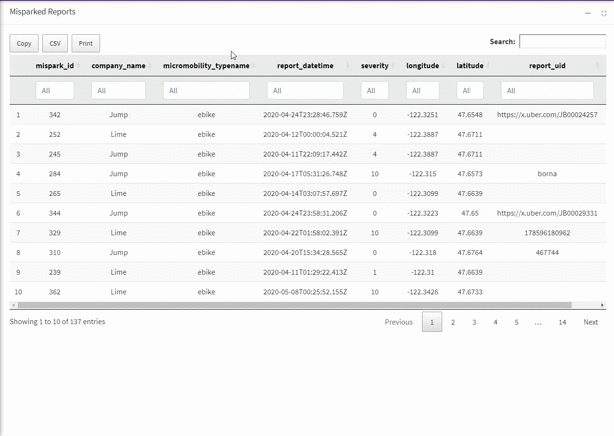 Misparked Reports
Copy CSV Print Search:
mispark_id company_name micromobility_typename report_datetime severity longitude latitude report_uid
All All All All All All All All
1 342 Jump ebike 2020-04-24T23:28:46.759Z 0 -122.3251 47.6548 https://x.uber.com/JB00024257
2 252 Lime ebike 2020-04-12T00:00:04.521Z 4 -122.3887 47.6711
3 245 Jump ebike 2020-04-11T22:09:17.442Z 4 -122.3887 47.6711
4 284 Jump ebike 2020-04-17T05:31:26.748Z 10 -122.315 47.6573 borna
5 265 Lime ebike 2020-04-14T03:07:57.697Z 0 -122.3099 47.6639
6 344 Jump ebike 2020-04-24T23:58:31.206Z 0 -122.3223 47.65 https://x.uber.com/JB00029331
7 329 Lime ebike 2020-04-22T01:58:02.391Z 10 -122.3099 47.6639 178596180962
8 310 Jump ebike 2020-04-20T15:34:28.565Z 0 -122.318 47.6764 467744
9 239 Lime ebike 2020-04-11T01:29:22.413Z 1 -122.31 47.6639
10 362 Lime ebike 2020-05-08T00:25:52.155Z 10 -122.3426 47.6733
Showing 1 to 10 of 137 entries Previous 1 2 3 4 5 … 14 Next